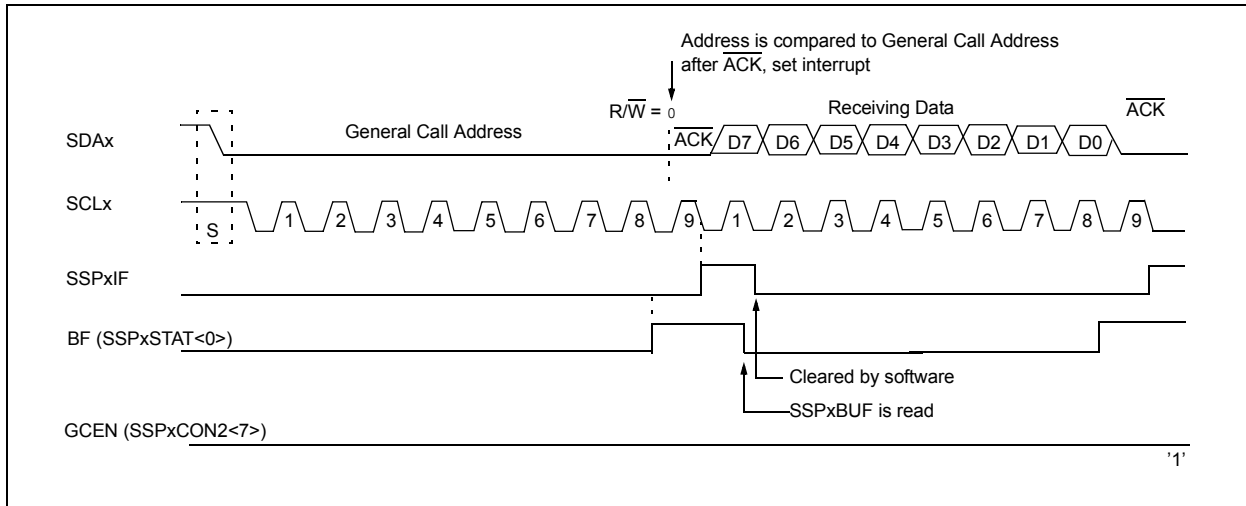 Address is compared to General Call Address
after ACK, set interrupt
R/W = 0
Receiving Data
ACK
SDAx
General Call Address
ACK D7 D6 D5 D4 D3 D2 D1 D0
SCLx
S
1 2 3 4 5 6 7 8 9 1 2 3 4 5 6 7 8 9
SSPxIF
BF (SSPxSTAT<0>)
Cleared by software
SSPxBUF is read
GCEN (SSPxCON2<7>)
'1'